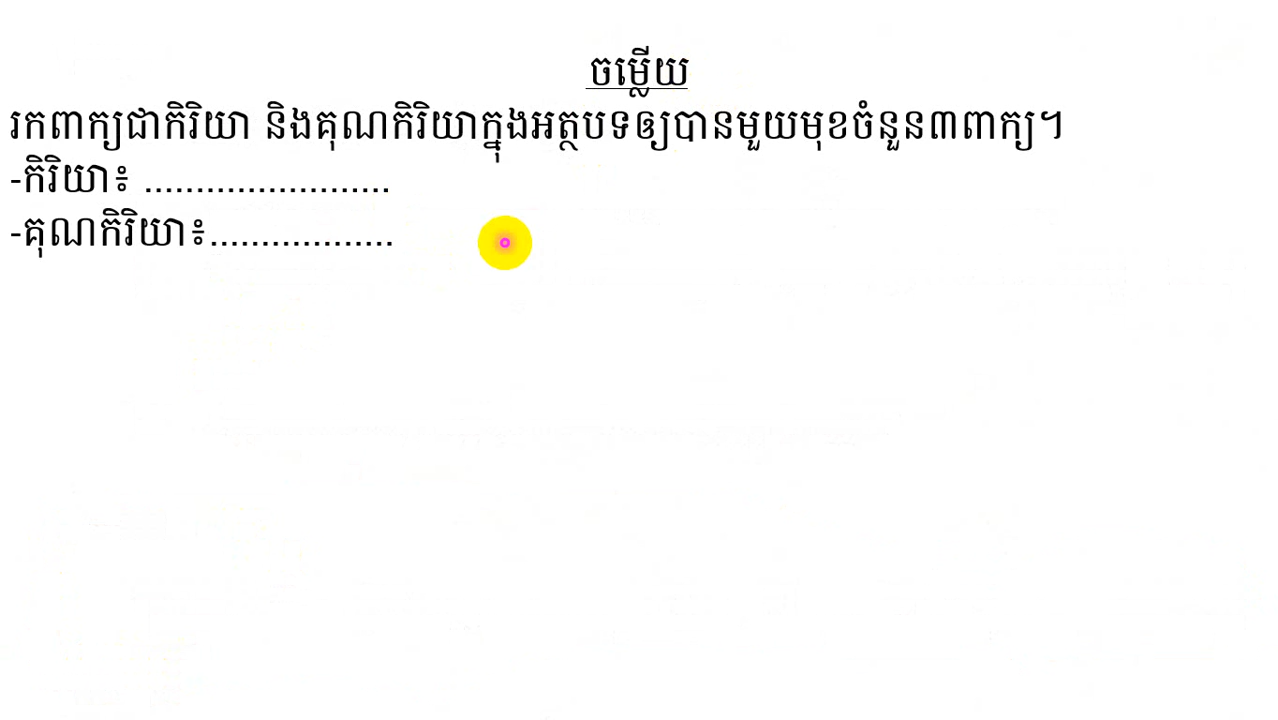 ចម្លើយ
រកពាក្យជាកិរិយា និងគុណកិរិយាក្នុងអត្ថបទឲ្យបានមួយមុខចំនួន៣ពាក្យ។
-កិរិយា៖ ........................
-គុណកិរិយា៖..................